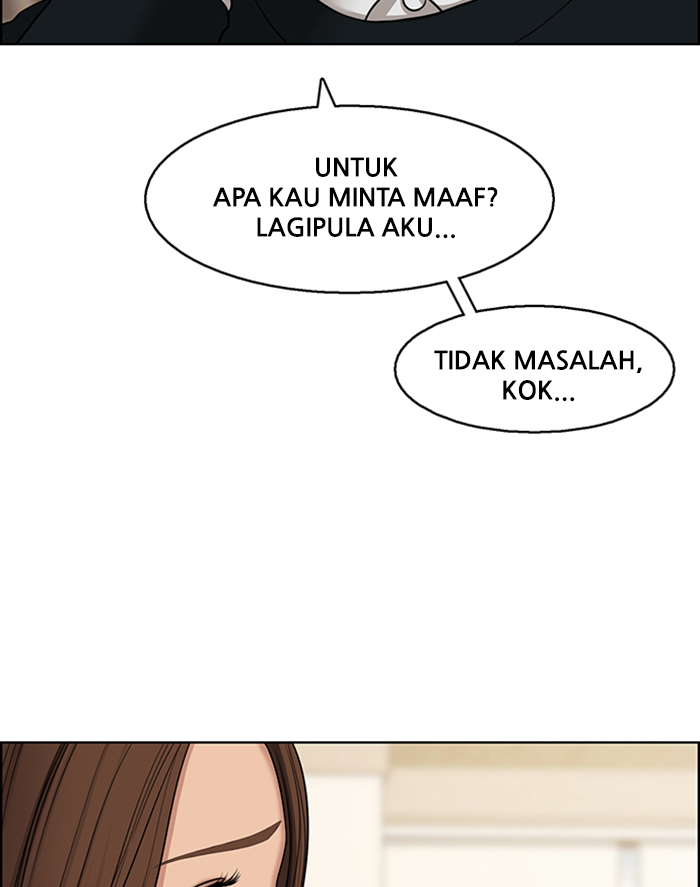 UNTUK
APA KAU MINTA MAAF?
LAGIPULA AKU...
TIDAK MASALAH,
KOK...